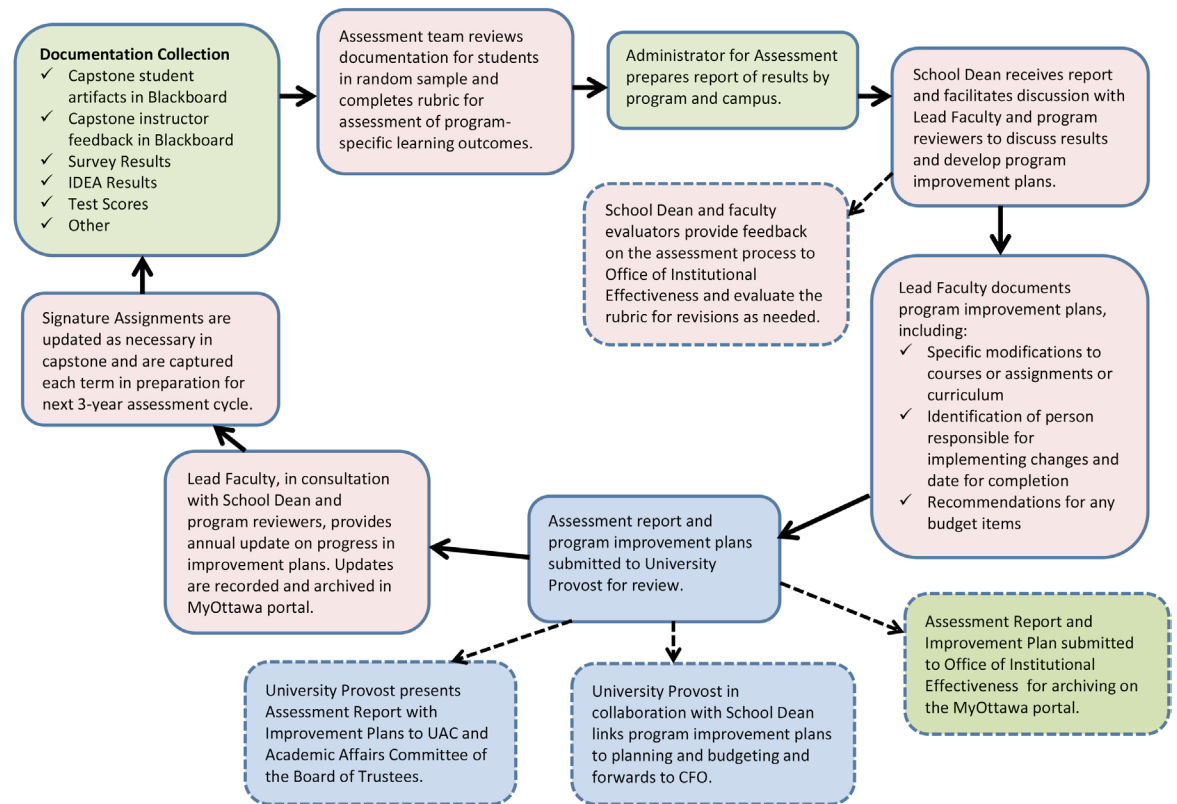 Documentation Collection
✓ Capstone student
artifacts in Blackboard
✓ Capstone instructor
feedback in Blackboard
✓ Survey Results
✓ IDEA Results
✓ Test Scores
✓ Other
Assessment team reviews
documentation for students
in random sample and
completes rubric for
assessment of program-
specific learning outcomes.
Administrator for Assessment
prepares report of results by
program and campus.
School Dean receives report
and facilitates discussion with
Lead Faculty and program
reviewers to discuss results
and develop program
improvement plans.
School Dean and faculty
evaluators provide feedback
on the assessment process to
Office of Institutional
Effectiveness and evaluate the
rubric for revisions as needed.
Lead Faculty documents
program improvement plans,
including:
✓ Specific modifications to
courses or assignments or
curriculum
✓ Identification of person
responsible for
implementing changes and
date for completion
✓ Recommendations for any
budget items
Assessment report and
program improvement plans
submitted to University
Provost for review.
Assessment Report and
Improvement Plan submitted
to Office of Institutional
Effectiveness for archiving on
the MyOttawa portal.
University Provost in
collaboration with School Dean
links program improvement plans
to planning and budgeting and
forwards to CFO.
University Provost presents
Assessment Report with
Improvement Plans to UAC and
Academic Affairs Committee of
the Board of Trustees.
Lead Faculty, in consultation
with School Dean and
program reviewers, provides
annual update on progress in
improvement plans. Updates
are recorded and archived in
MyOttawa portal.
Signature Assignments are
updated as necessary in
capstone and are captured
each term in preparation for
next 3-year assessment cycle.